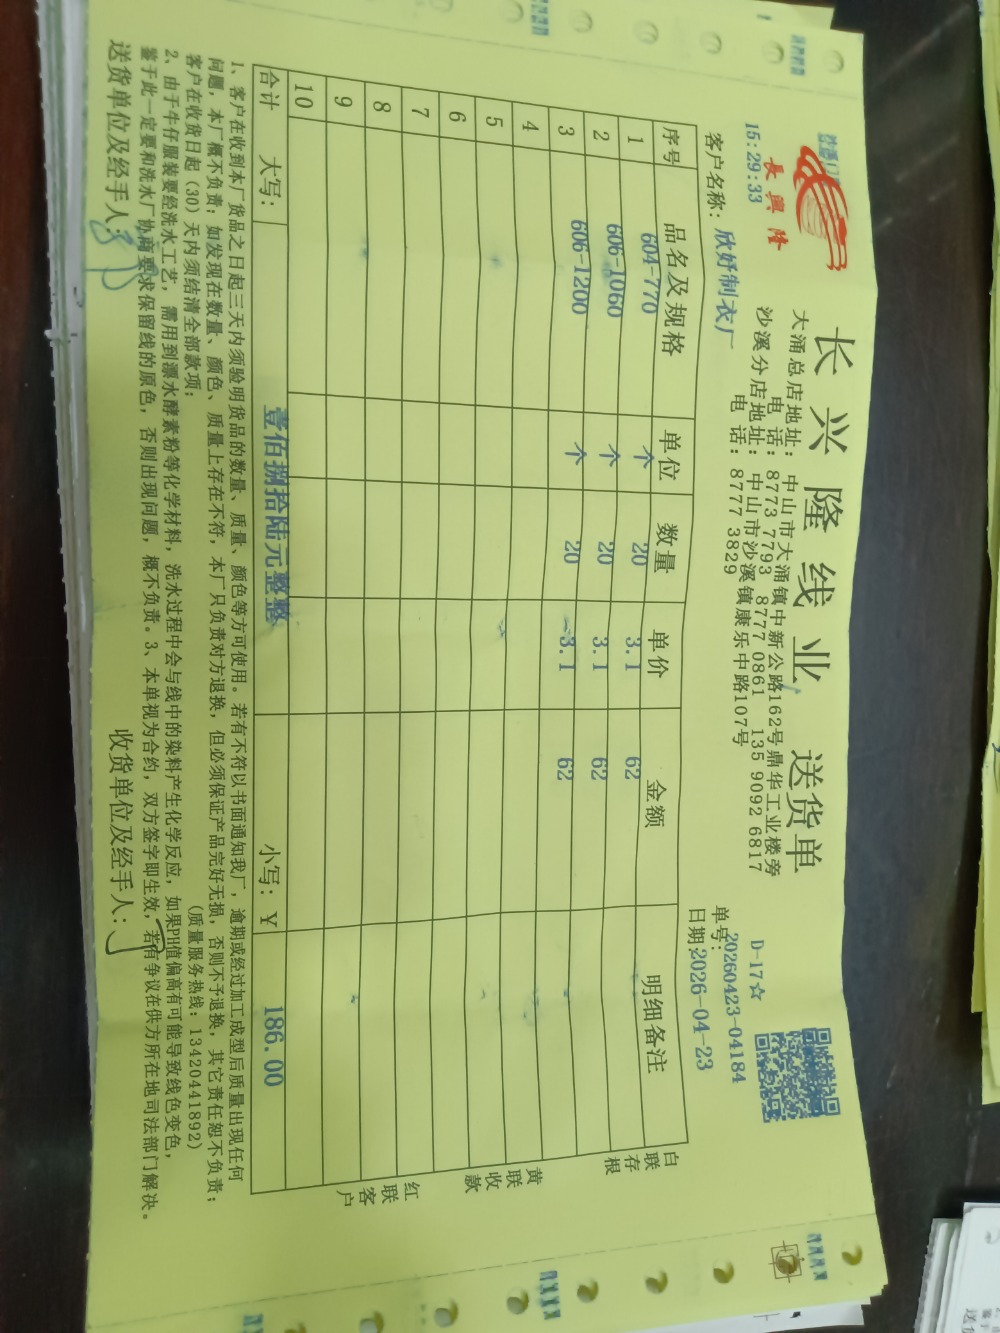 长兴隆线业 送货单
長興隆
15:29:33
大涌总店地址: 中山市大涌镇中新公路162号鼎华工业楼旁
电 话: 8773 7793 8777 0861 135 9092 6817
沙溪分店地址: 中山市沙溪镇康乐中路107号
电 话: 8777 3829
D-17☆
单号: 20260423-04184
客户名称: 欣妤制衣厂
日期: 2026-04-23
序号 品名及规格 单位 数量 单价 金额 明细备注
1 604-770 个 20 3.1 62
2 606-1060 个 20 3.1 62
3 606-1200 个 20 3.1 62
4
5
6
7
8
9
10
合计 大写: 壹佰捌拾陆元整整 小写: ¥ 186.00
白联存根
黄联收款
红联客户
1、客户在收到本厂货品之日起三天内须验明货品的数量、质量、颜色等方可使用。若有不符以书面通知我厂,逾期或经过加工成型后质量出现任何
问题,本厂概不负责;如发现在数量、颜色、质量上存在不符,本厂只负责对方退换,但必须保证产品完好无损,否则不予退换,其它责任恕不负责;
客户在收货日起(30)天内须结清全部款项; (质量服务热线:13420441892)
2、由于牛仔服装要经洗水工艺,需用到漂水酵素粉等化学材料,洗水过程中会与线中的染料产生化学反应,如果PH值偏高有可能导致线色变色,
鉴于此一定要和洗水厂协商要求保留线的原色,否则出现问题,概不负责。3、本单视为合约,双方签字即生效,若有争议在供方所在地司法部门解决。
送货单位及经手人: 收货单位及经手人: